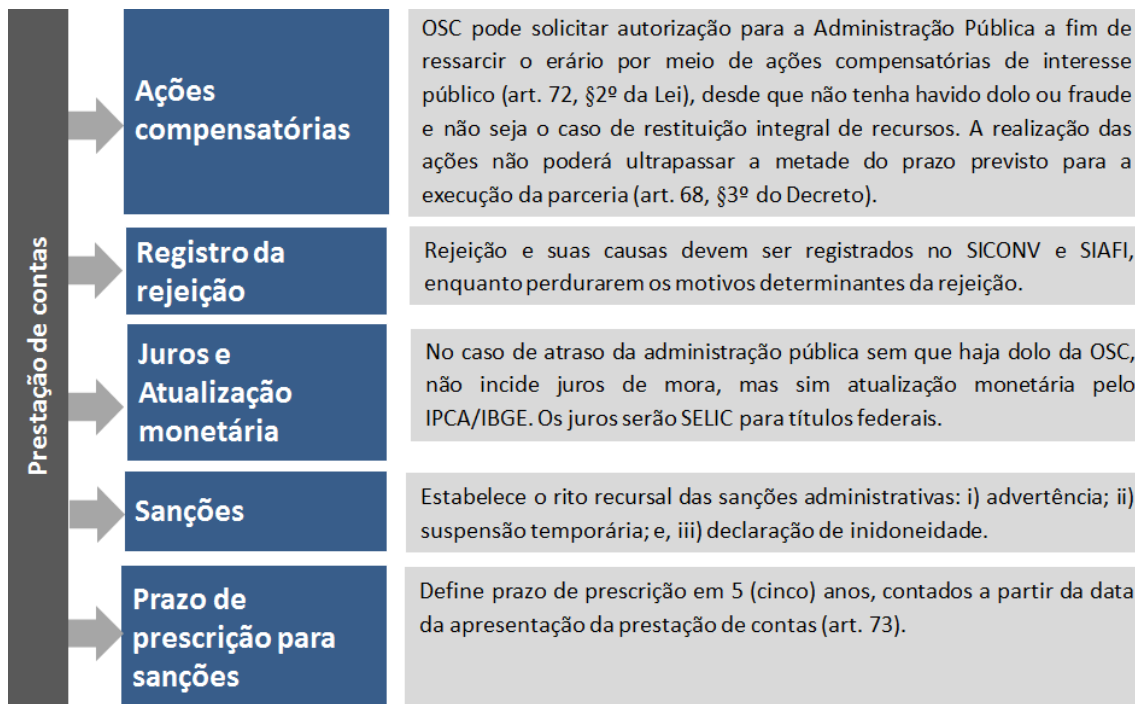 Prestação de contas
Ações
compensatórias
OSC pode solicitar autorização para a Administração Pública a fim de
ressarcir o erário por meio de ações compensatórias de interesse
público (art. 72, §2º da Lei), desde que não tenha havido dolo ou fraude
e não seja o caso de restituição integral de recursos. A realização das
ações não poderá ultrapassar a metade do prazo previsto para a
execução da parceria (art. 68, §3º do Decreto).
Registro da
rejeição
Rejeição e suas causas devem ser registrados no SICONV e SIAFI,
enquanto perdurarem os motivos determinantes da rejeição.
Juros e
Atualização
monetária
No caso de atraso da administração pública sem que haja dolo da OSC,
não incide juros de mora, mas sim atualização monetária pelo
IPCA/IBGE. Os juros serão SELIC para títulos federais.
Sanções
Estabelece o rito recursal das sanções administrativas: i) advertência; ii)
suspensão temporária; e, iii) declaração de inidoneidade.
Prazo de
prescrição para
sanções
Define prazo de prescrição em 5 (cinco) anos, contados a partir da data
da apresentação da prestação de contas (art. 73).